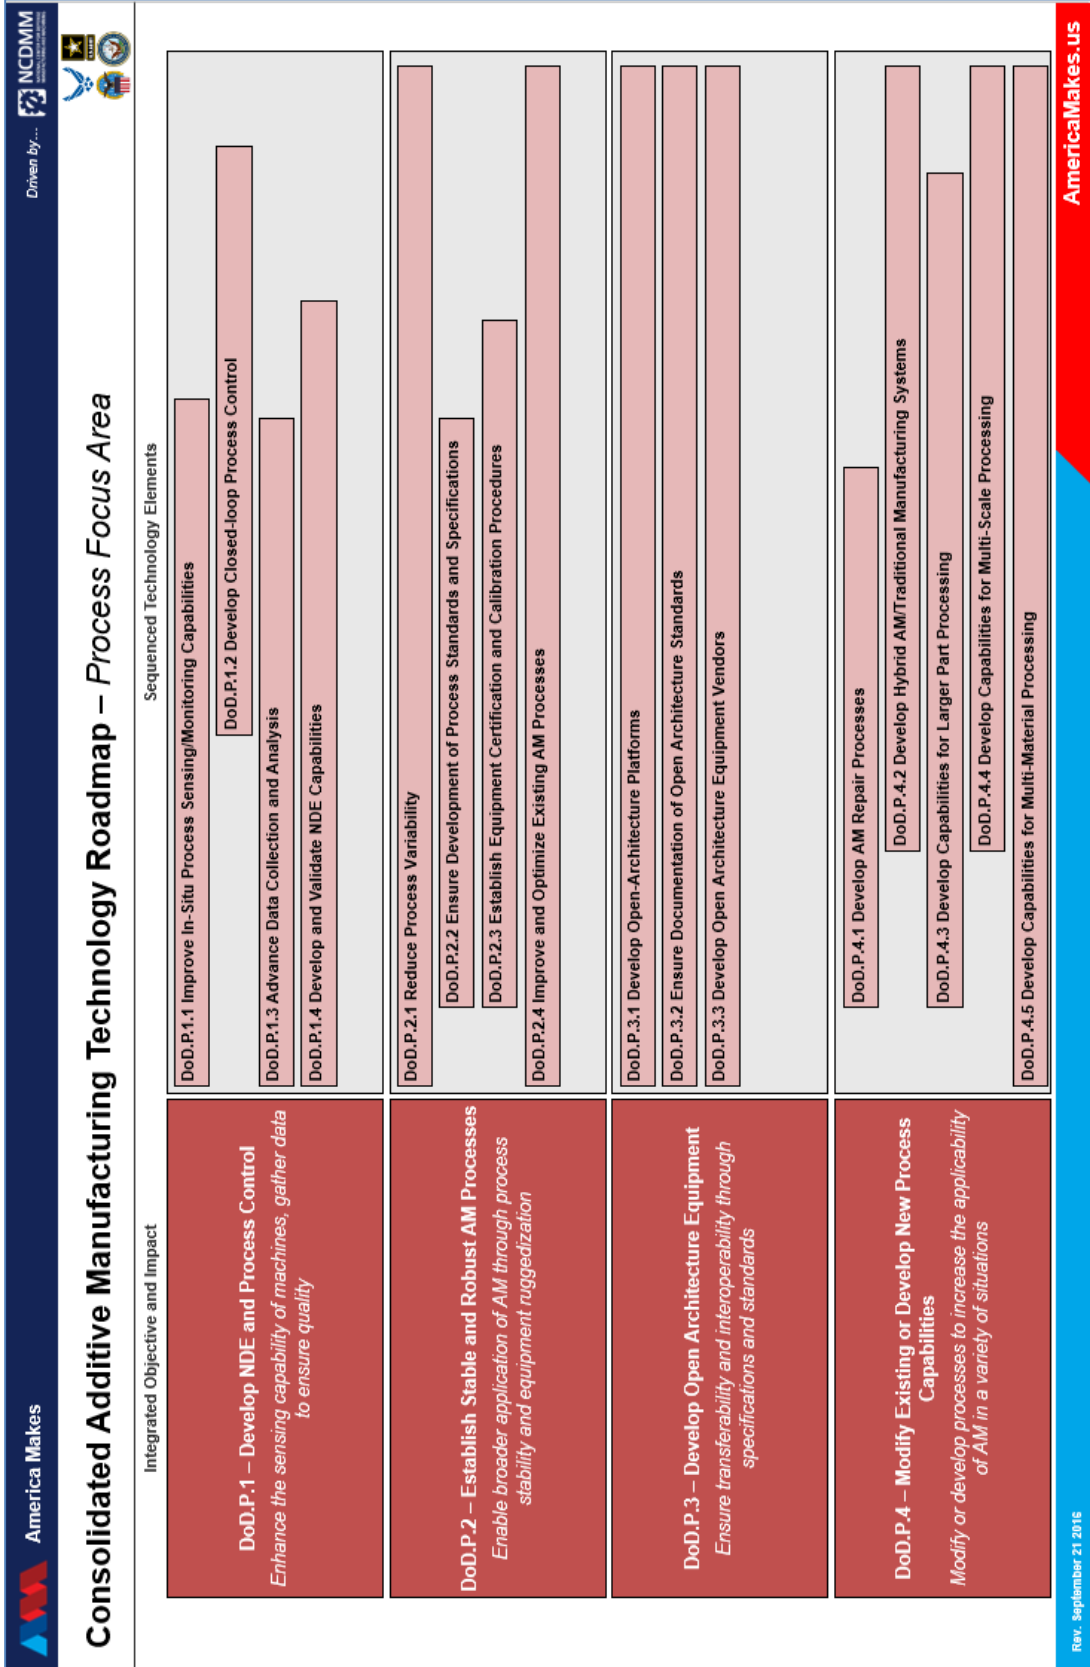 America Makes
Driven by...
NCDMM
Consolidated Additive Manufacturing Technology Roadmap – Process Focus Area
Integrated Objective and Impact
Sequenced Technology Elements
DoD.P.1 – Develop NDE and Process Control
Enhance the sensing capability of machines, gather data
to ensure quality
DoD.P.1.1 Improve In-Situ Process Sensing/Monitoring Capabilities
DoD.P.1.2 Develop Closed-loop Process Control
DoD.P.1.3 Advance Data Collection and Analysis
DoD.P.1.4 Develop and Validate NDE Capabilities
DoD.P.2 – Establish Stable and Robust AM Processes
Enable broader application of AM through process
stability and equipment ruggedization
DoD.P.2.1 Reduce Process Variability
DoD.P.2.2 Ensure Development of Process Standards and Specifications
DoD.P.2.3 Establish Equipment Certification and Calibration Procedures
DoD.P.2.4 Improve and Optimize Existing AM Processes
DoD.P.3 – Develop Open Architecture Equipment
Ensure transferability and interoperability through
specifications and standards
DoD.P.3.1 Develop Open-Architecture Platforms
DoD.P.3.2 Ensure Documentation of Open Architecture Standards
DoD.P.3.3 Develop Open Architecture Equipment Vendors
DoD.P.4 – Modify Existing or Develop New Process
Capabilities
Modify or develop processes to increase the applicability
of AM in a variety of situations
DoD.P.4.1 Develop AM Repair Processes
DoD.P.4.2 Develop Hybrid AM/Traditional Manufacturing Systems
DoD.P.4.3 Develop Capabilities for Larger Part Processing
DoD.P.4.4 Develop Capabilities for Multi-Scale Processing
DoD.P.4.5 Develop Capabilities for Multi-Material Processing
Rev. September 21 2016
AmericaMakes.us